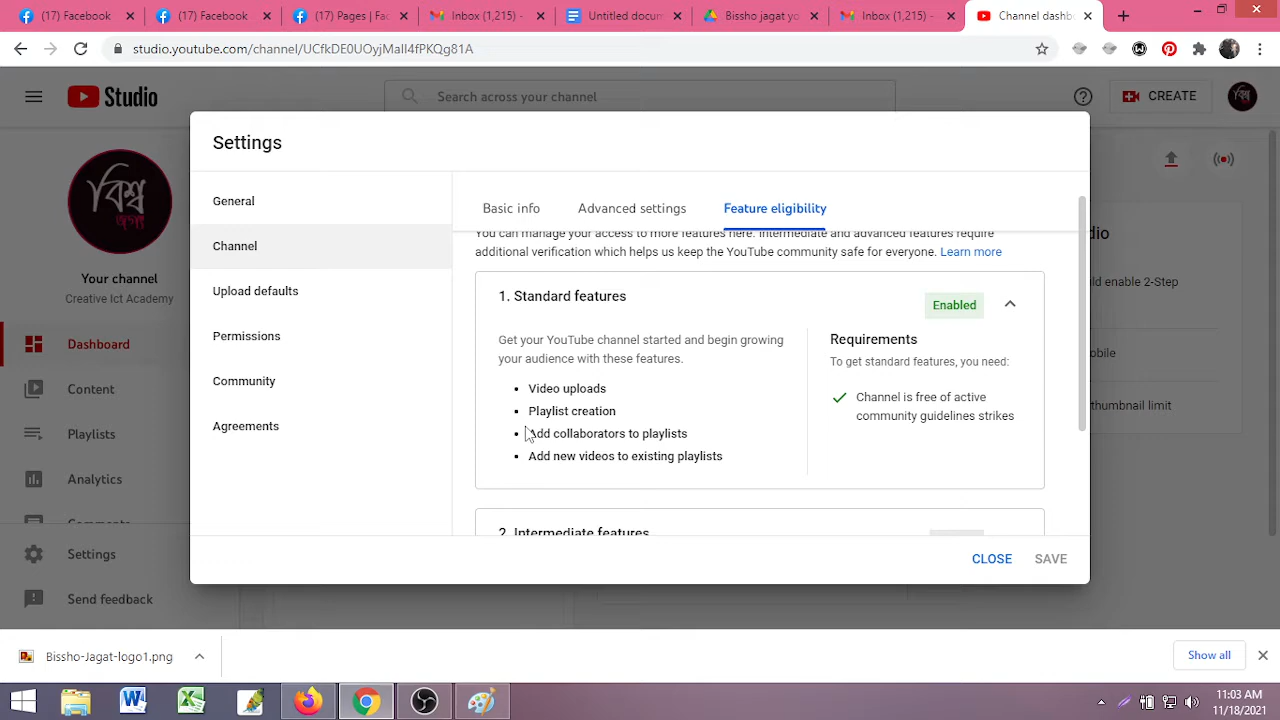 (17) Facebook
(17) Facebook
(17) Pages | Fac
Inbox (1,215) -
Untitled docum
Bissho jagat yo
Inbox (1,215) -
Channel dashb
studio.youtube.com/channel/UCfkDE0UOyjMaII4fPKQg81A
Studio
Search across your channel
CREATE
বিশ্ব
Settings
বিশ্ব
জগৎ
Your channel
Creative Ict Academy
Dashboard
Content
Playlists
Analytics
Comments
Settings
Send feedback
General
Channel
Upload defaults
Permissions
Community
Agreements
Basic info
Advanced settings
Feature eligibility
You can manage your access to more features here. Intermediate and advanced features require
additional verification which helps us keep the YouTube community safe for everyone. Learn more
1. Standard features
Enabled
Get your YouTube channel started and begin growing
your audience with these features.
Video uploads
Playlist creation
Add collaborators to playlists
Add new videos to existing playlists
Requirements
To get standard features, you need:
Channel is free of active
community guidelines strikes
2. Intermediate features
CLOSE
SAVE
dio
ld enable 2-Step
obile
thumbnail limit
Bissho-Jagat-logo1.png
Show all
11:03 AM
11/18/2021